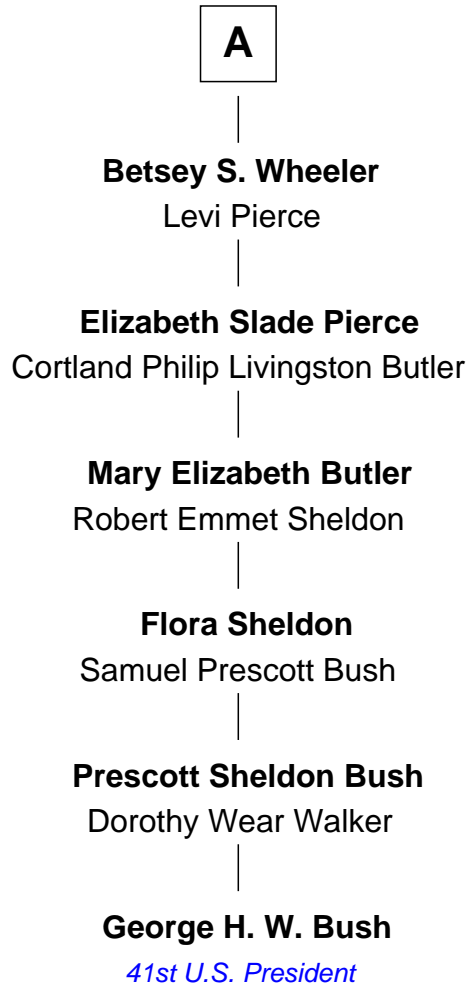 A
Betsey S. Wheeler
Levi Pierce
Elizabeth Slade Pierce
Cortland Philip Livingston Butler
Mary Elizabeth Butler
Robert Emmet Sheldon
Flora Sheldon
Samuel Prescott Bush
Prescott Sheldon Bush
Dorothy Wear Walker
George H. W. Bush
41st U.S. President